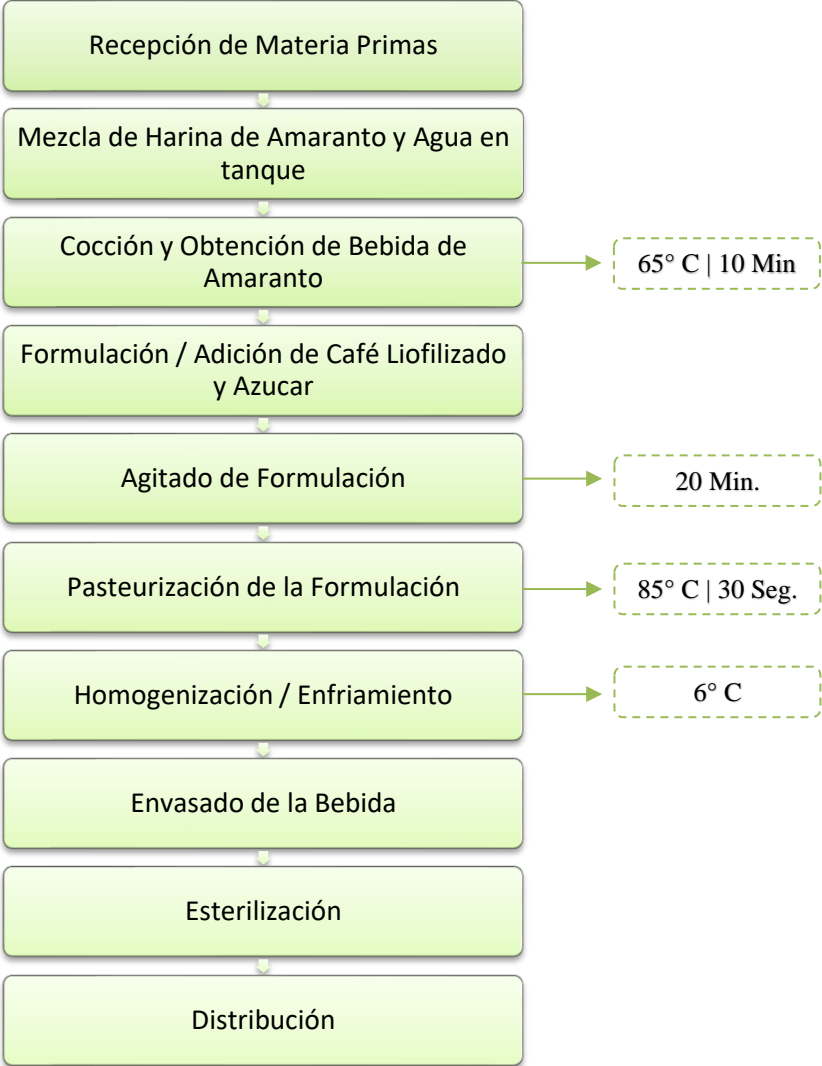 Recepción de Materia Primas
Mezcla de Harina de Amaranto y Agua en
tanque
Cocción y Obtención de Bebida de
Amaranto
65° C | 10 Min
Formulación / Adición de Café Liofilizado
y Azucar
Agitado de Formulación
20 Min.
Pasteurización de la Formulación
85° C | 30 Seg.
Homogenización / Enfriamiento
6° C
Envasado de la Bebida
Esterilización
Distribución